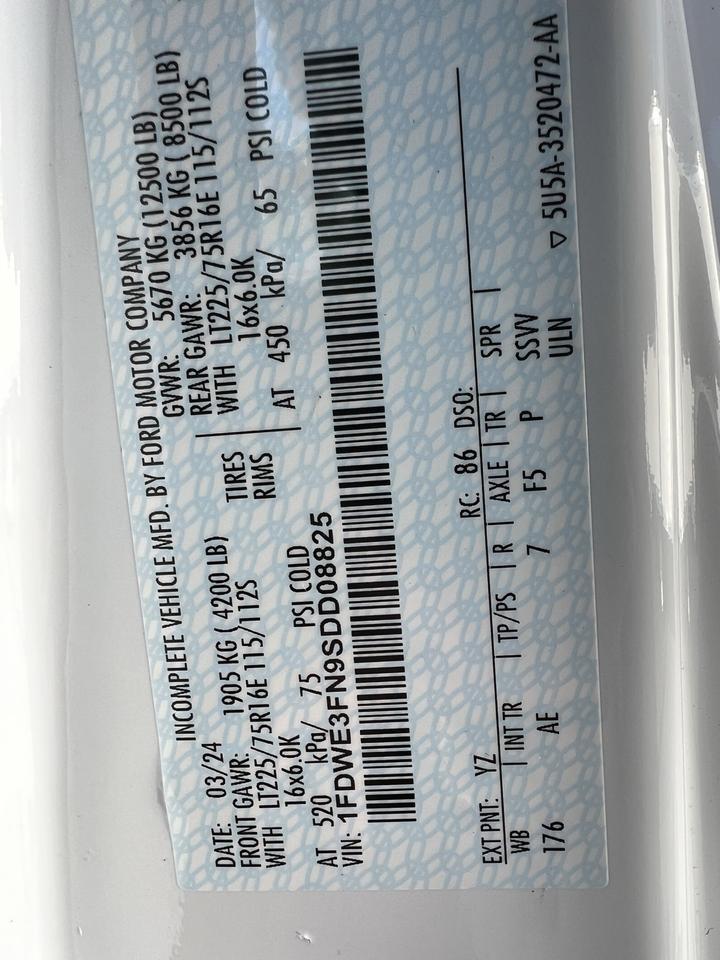 INCOMPLETE VEHICLE MFD. BY FORD MOTOR COMPANY
DATE: 03/24 GVWR: 5670 KG (12500 LB)
FRONT GAWR: 1905 KG ( 4200 LB) REAR GAWR: 3856 KG ( 8500 LB)
WITH LT225/75R16E 115/112S TIRES WITH LT225/75R16E 115/112S
16x6.0K RIMS 16x6.0K
AT 520 kPa/ 75 PSI COLD AT 450 kPa/ 65 PSI COLD
VIN: 1FDWE3FN9SDD08825
EXT PNT: YZ RC: 86 DSO:
WB | INT TR | TP/PS | R | AXLE | TR | SPR |
176 AE 7 F5 P SSVV
ULN ▽ 5U5A-3520472-AA